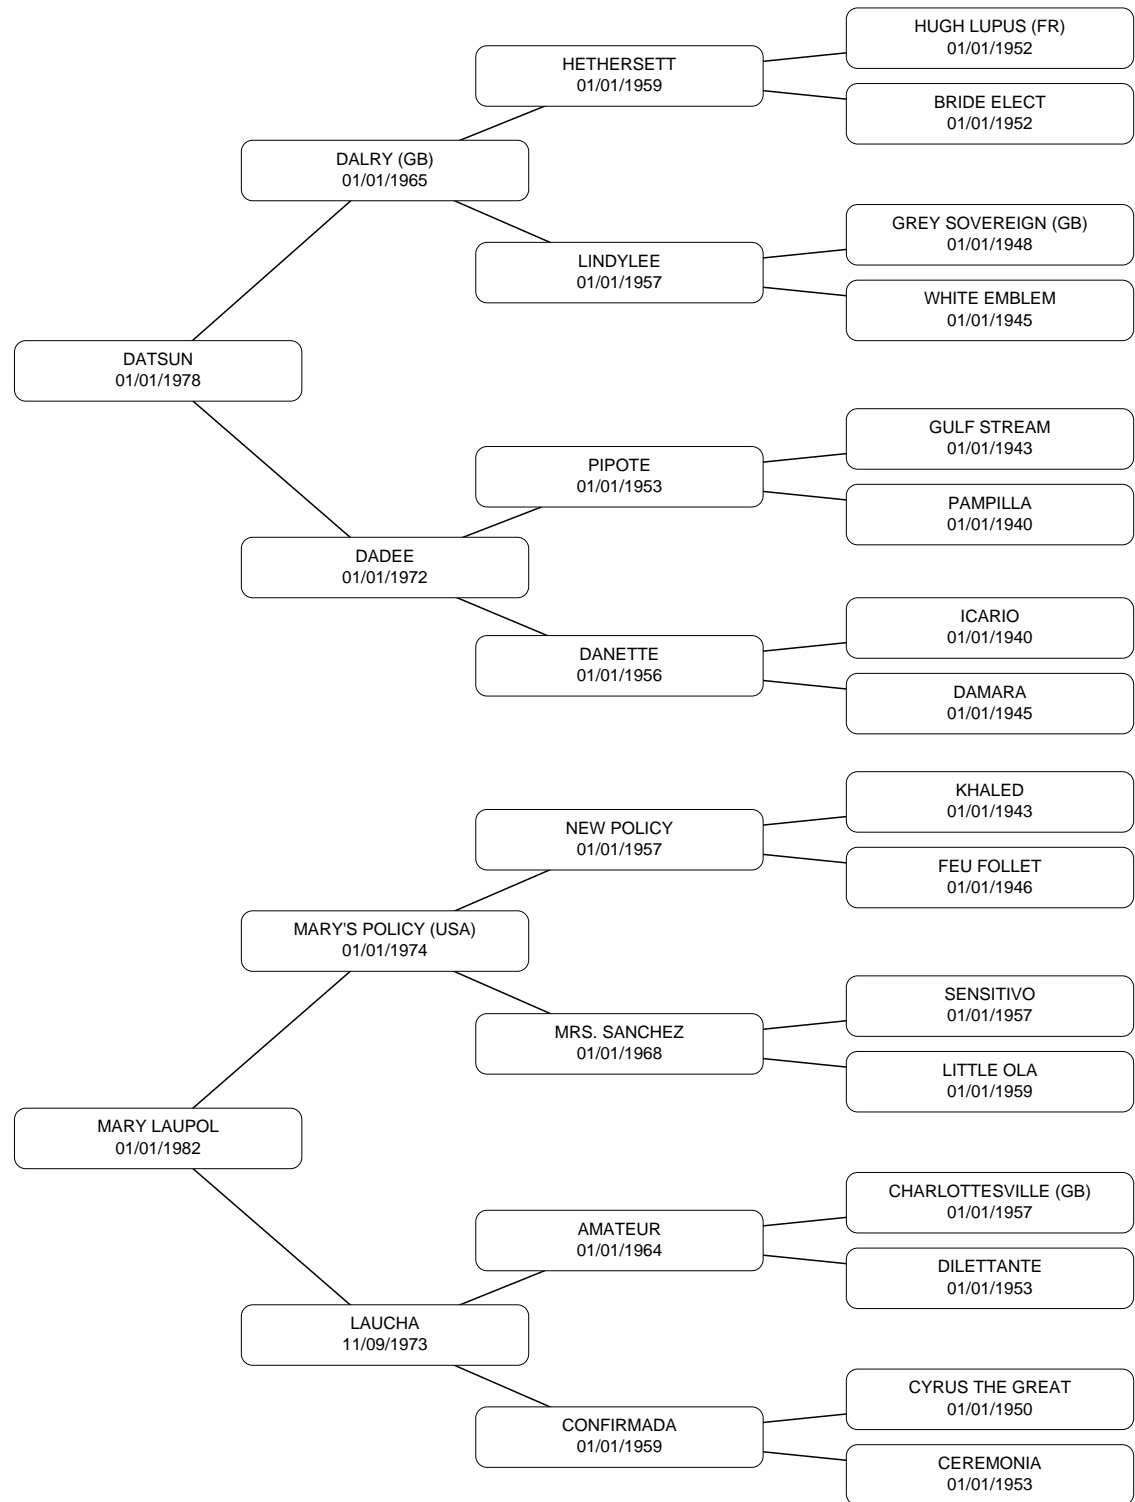 HUGH LUPUS (FR)
01/01/1952
HETHERSETT
01/01/1959
BRIDE ELECT
01/01/1952
DALRY (GB)
01/01/1965
GREY SOVEREIGN (GB)
01/01/1948
LINDYLEE
01/01/1957
WHITE EMBLEM
01/01/1945
DATSUN
01/01/1978
GULF STREAM
01/01/1943
PIPOTE
01/01/1953
PAMPILLA
01/01/1940
DADEE
01/01/1972
ICARIO
01/01/1940
DANETTE
01/01/1956
DAMARA
01/01/1945
KHALED
01/01/1943
NEW POLICY
01/01/1957
FEU FOLLET
01/01/1946
MARY'S POLICY (USA)
01/01/1974
SENSITIVO
01/01/1957
MRS. SANCHEZ
01/01/1968
LITTLE OLA
01/01/1959
MARY LAUPOL
01/01/1982
CHARLOTTESVILLE (GB)
01/01/1957
AMATEUR
01/01/1964
DILETTANTE
01/01/1953
LAUCHA
11/09/1973
CYRUS THE GREAT
01/01/1950
CONFIRMADA
01/01/1959
CEREMONIA
01/01/1953